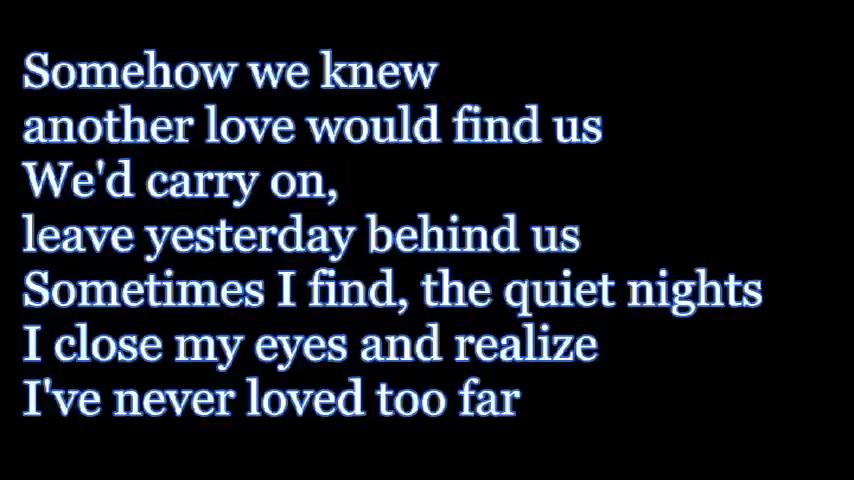 Somehow we knew
another love would find us
We'd carry on,
leave yesterday behind us
Sometimes I find, the quiet nights
I close my eyes and realize
I've never loved too far